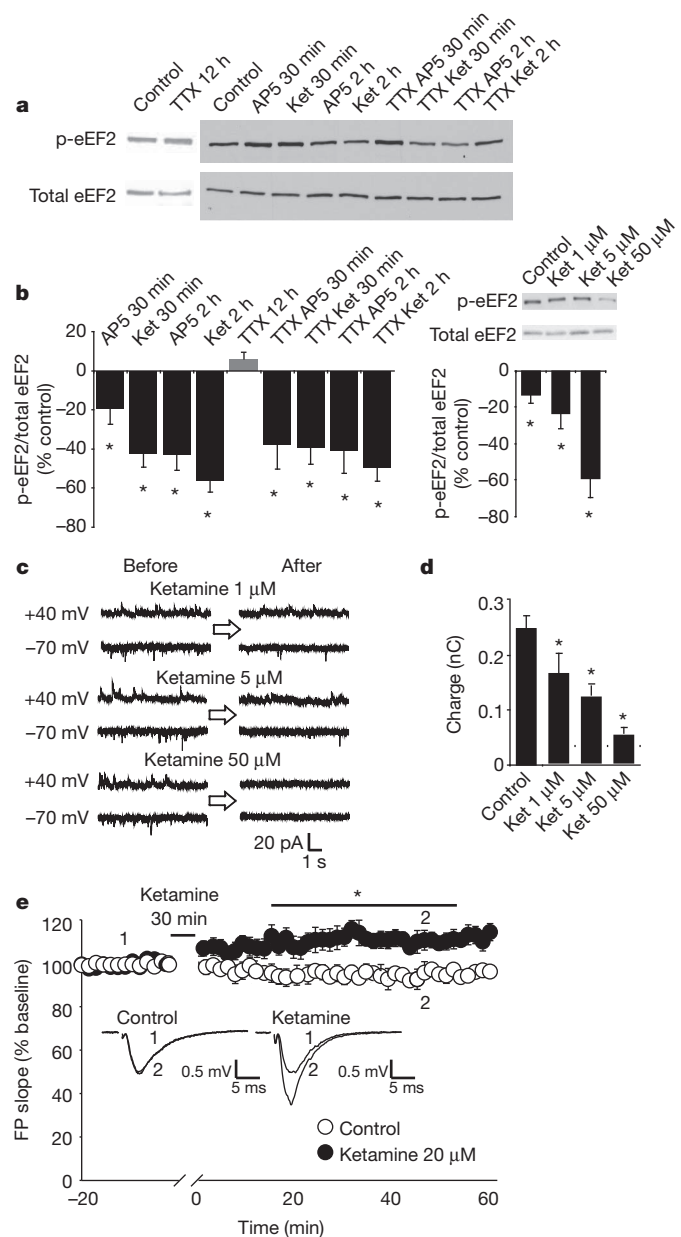 a
Control
TTX 12 h
Control
AP5 30 min
Ket 30 min
AP5 2 h
Ket 2 h
TTX AP5 30 min
TTX Ket 30 min
TTX AP5 2 h
TTX Ket 2 h
p-eEF2
Total eEF2
b
AP5 30 min
Ket 30 min
AP5 2 h
Ket 2 h
TTX 12 h
TTX AP5 30 min
TTX Ket 30 min
TTX AP5 2 h
TTX Ket 2 h
p-eEF2/total eEF2
(% control)
20
0
−20
−40
−60
−80
* * * * * * * *
Control
Ket 1 µM
Ket 5 µM
Ket 50 µM
p-eEF2
Total eEF2
p-eEF2/total eEF2
(% control)
0
−20
−40
−60
−80
* * *
c
Before After
Ketamine 1 µM
+40 mV
−70 mV
Ketamine 5 µM
+40 mV
−70 mV
Ketamine 50 µM
+40 mV
−70 mV
20 pA
1 s
d
Charge (nC)
0.3
0.2
0.1
0
* * *
Control
Ket 1 µM
Ket 5 µM
Ket 50 µM
e
Ketamine
30 min
*
FP slope (% baseline)
120
100
80
60
40
20
0
1
2
2
Control
1
2
0.5 mV
5 ms
Ketamine
1
2
0.5 mV
5 ms
Control
Ketamine 20 µM
−20 0 20 40 60
Time (min)